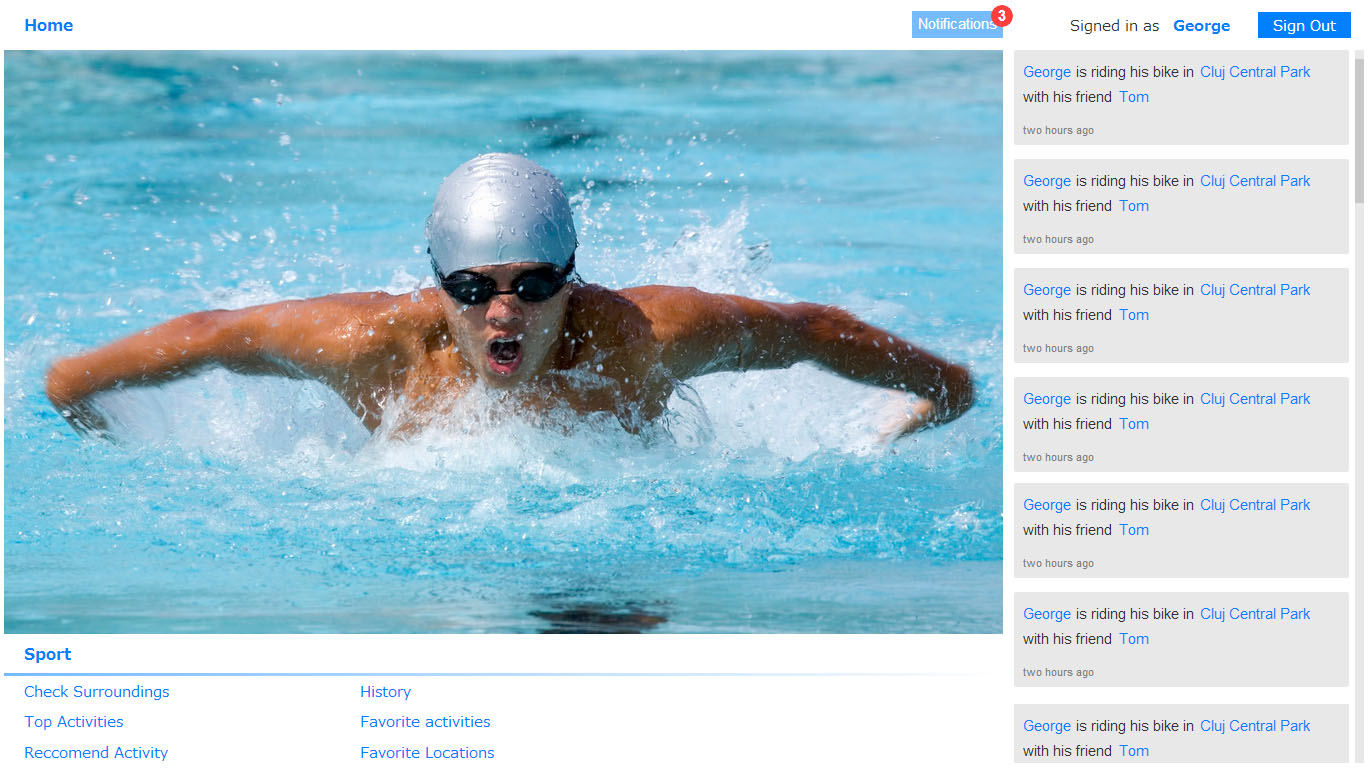 Home
Notifications 3
Signed in as George
Sign Out
George is riding his bike in Cluj Central Park
with his friend Tom
two hours ago
George is riding his bike in Cluj Central Park
with his friend Tom
two hours ago
George is riding his bike in Cluj Central Park
with his friend Tom
two hours ago
George is riding his bike in Cluj Central Park
with his friend Tom
two hours ago
George is riding his bike in Cluj Central Park
with his friend Tom
two hours ago
George is riding his bike in Cluj Central Park
with his friend Tom
two hours ago
George is riding his bike in Cluj Central Park
with his friend Tom
Sport
Check Surroundings
Top Activities
Reccomend Activity
History
Favorite activities
Favorite Locations